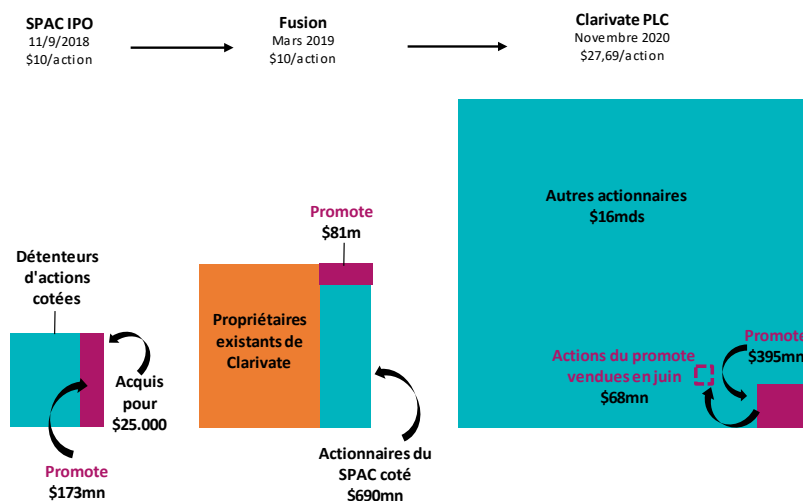 SPAC IPO
11/9/2018
$10/action
Fusion
Mars 2019
$10/action
Clarivate PLC
Novembre 2020
$27,69/action
Détenteurs
d'actions
cotées
Acquis
pour
$25.000
Promote
$173mn
Promote
$81m
Propriétaires
existants de
Clarivate
Actionnaires du
SPAC coté
$690mn
Autres actionnaires
$16mds
Actions du promote
vendues en juin
$68mn
Promote
$395mn